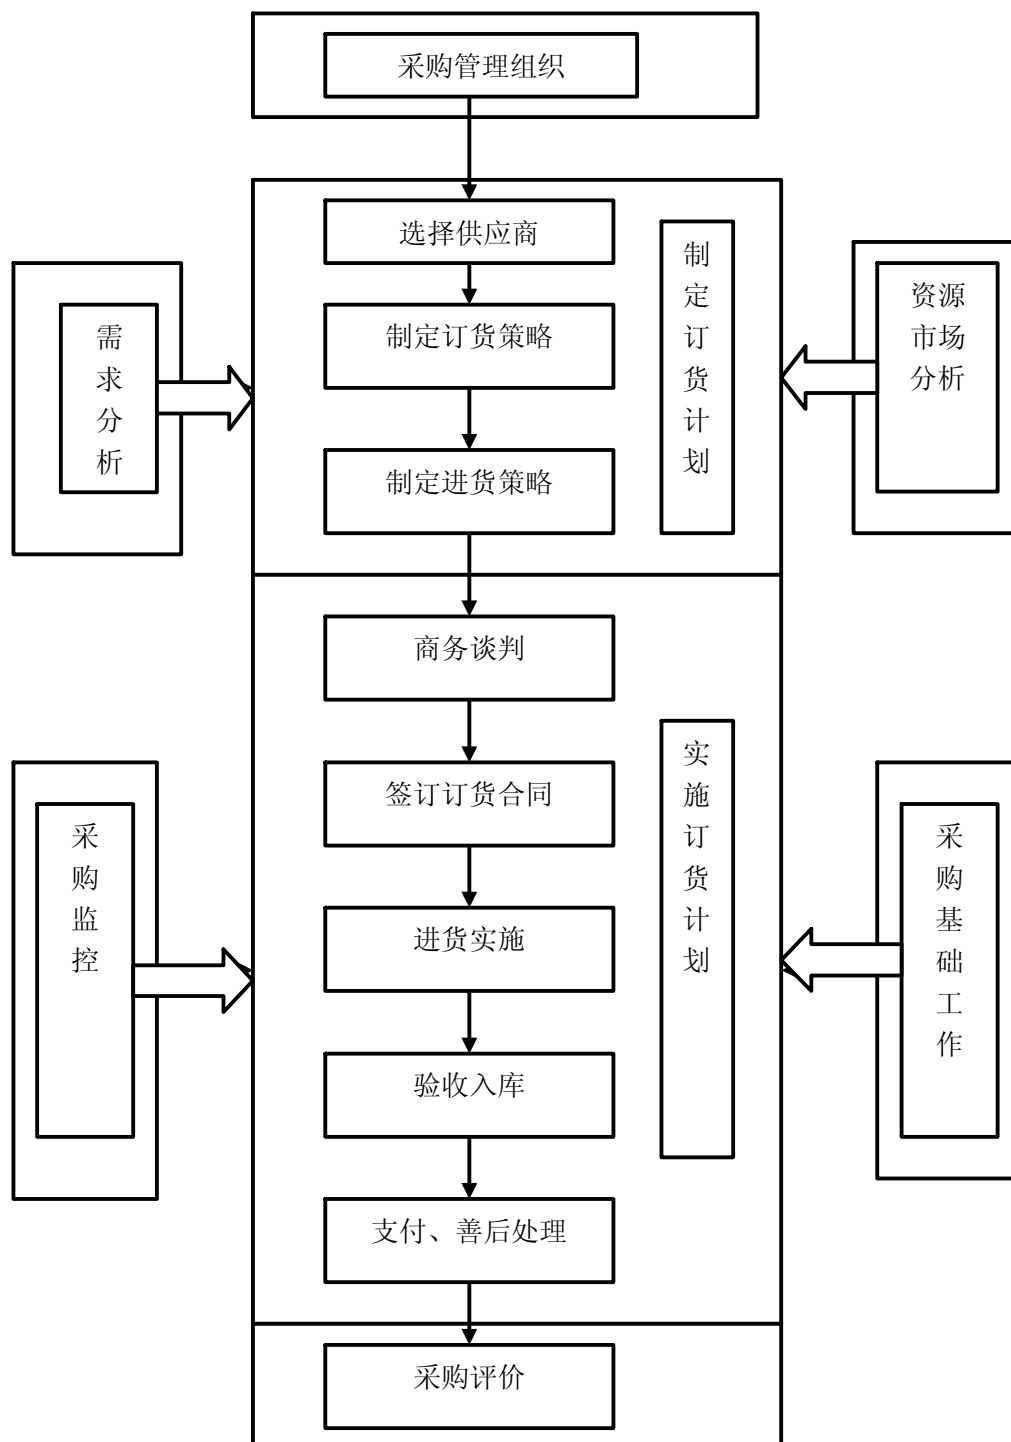 采购管理组织
选择供应商
制定订货策略
制定进货策略
制定订货计划
需求分析
资源
市场
分析
商务谈判
签订订货合同
进货实施
验收入库
支付、善后处理
实施订货计划
采购监控
采购基础工作
采购评价